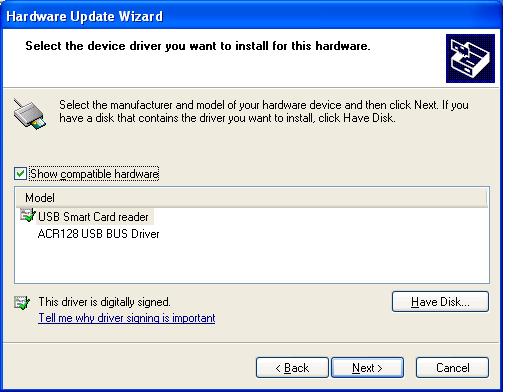 Hardware Update Wizard
Select the device driver you want to install for this hardware.
Select the manufacturer and model of your hardware device and then click Next. If you
have a disk that contains the driver you want to install, click Have Disk.
Show compatible hardware
Model
USB Smart Card reader
ACR128 USB BUS Driver
This driver is digitally signed.
Have Disk...
Tell me why driver signing is important
< Back
Next >
Cancel